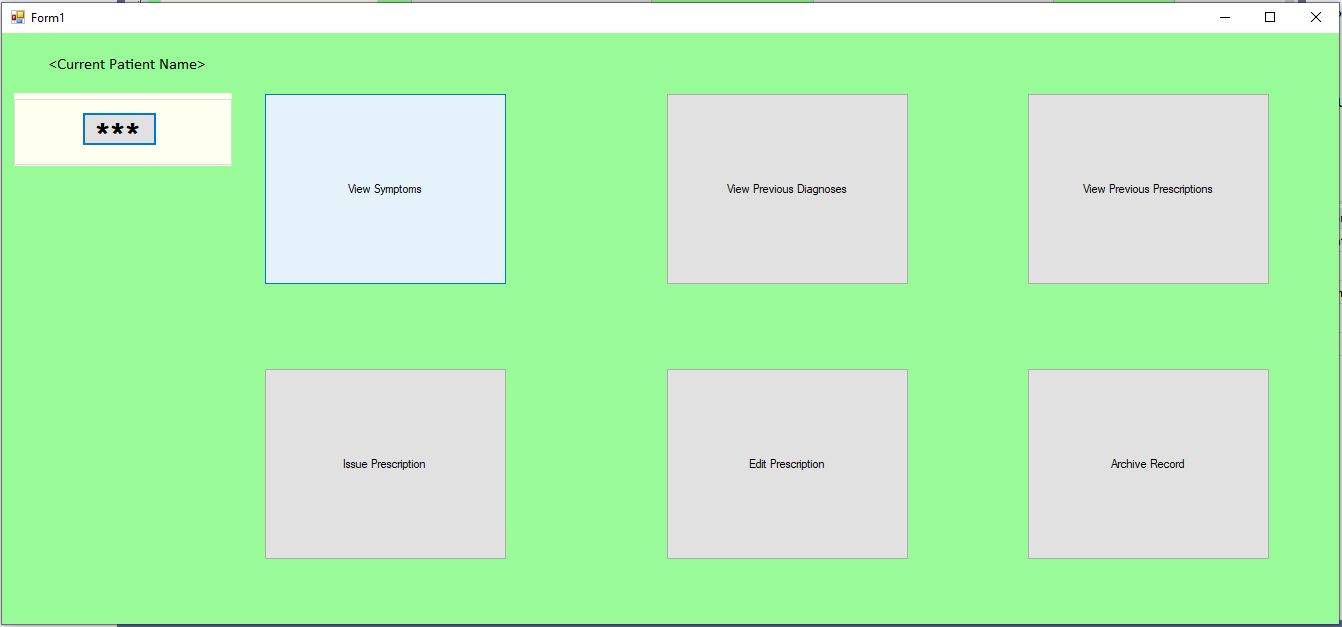 Form1
<Current Patient Name>
***
View Symptoms
View Previous Diagnoses
View Previous Prescriptions
Issue Prescription
Edit Prescription
Archive Record